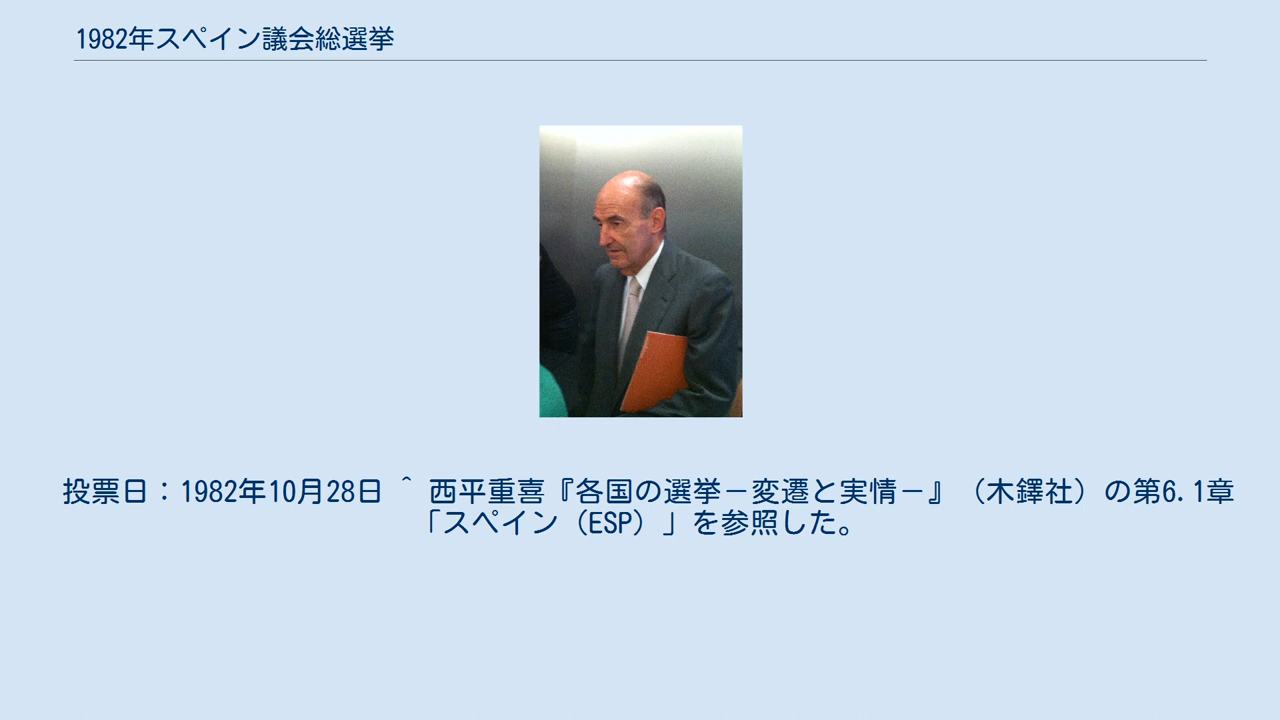 1982年スペイン議会総選挙
投票日：1982年10月28日 ^ 西平重喜『各国の選挙－変遷と実情－』（木鐸社）の第6.1章
「スペイン（ESP）」を参照した。